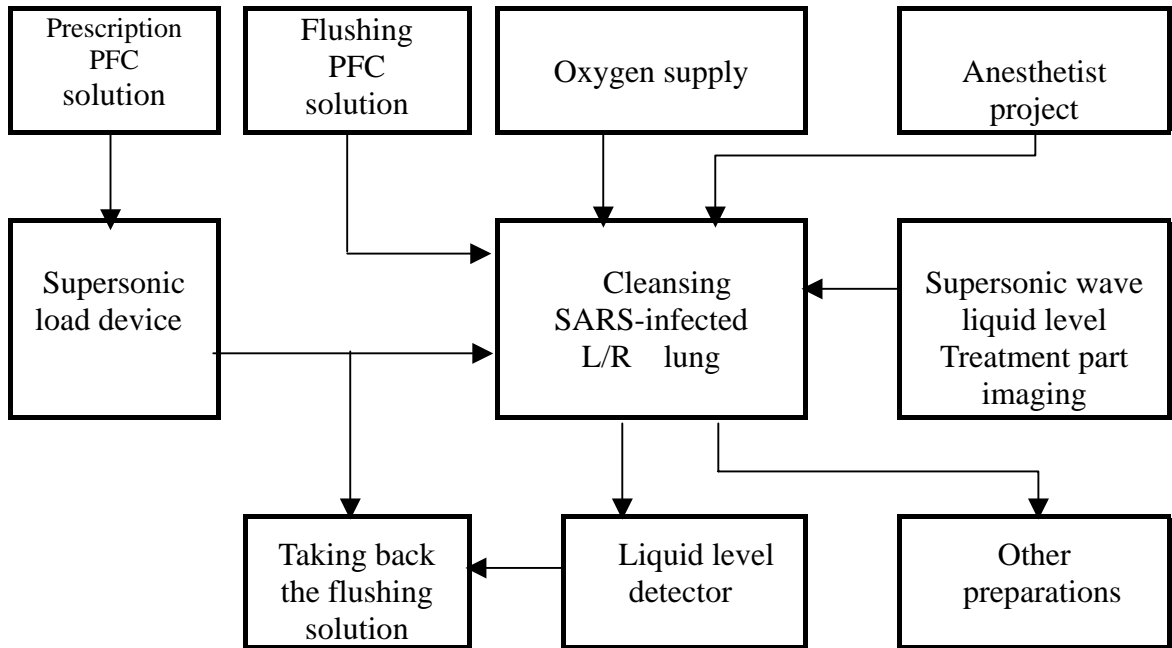 Prescription
PFC
solution
Flushing
PFC
solution
Oxygen supply
Anesthetist
project
Supersonic
load device
Cleansing
SARS-infected
L/R lung
Supersonic wave
liquid level
Treatment part
imaging
Taking back
the flushing
solution
Liquid level
detector
Other
preparations